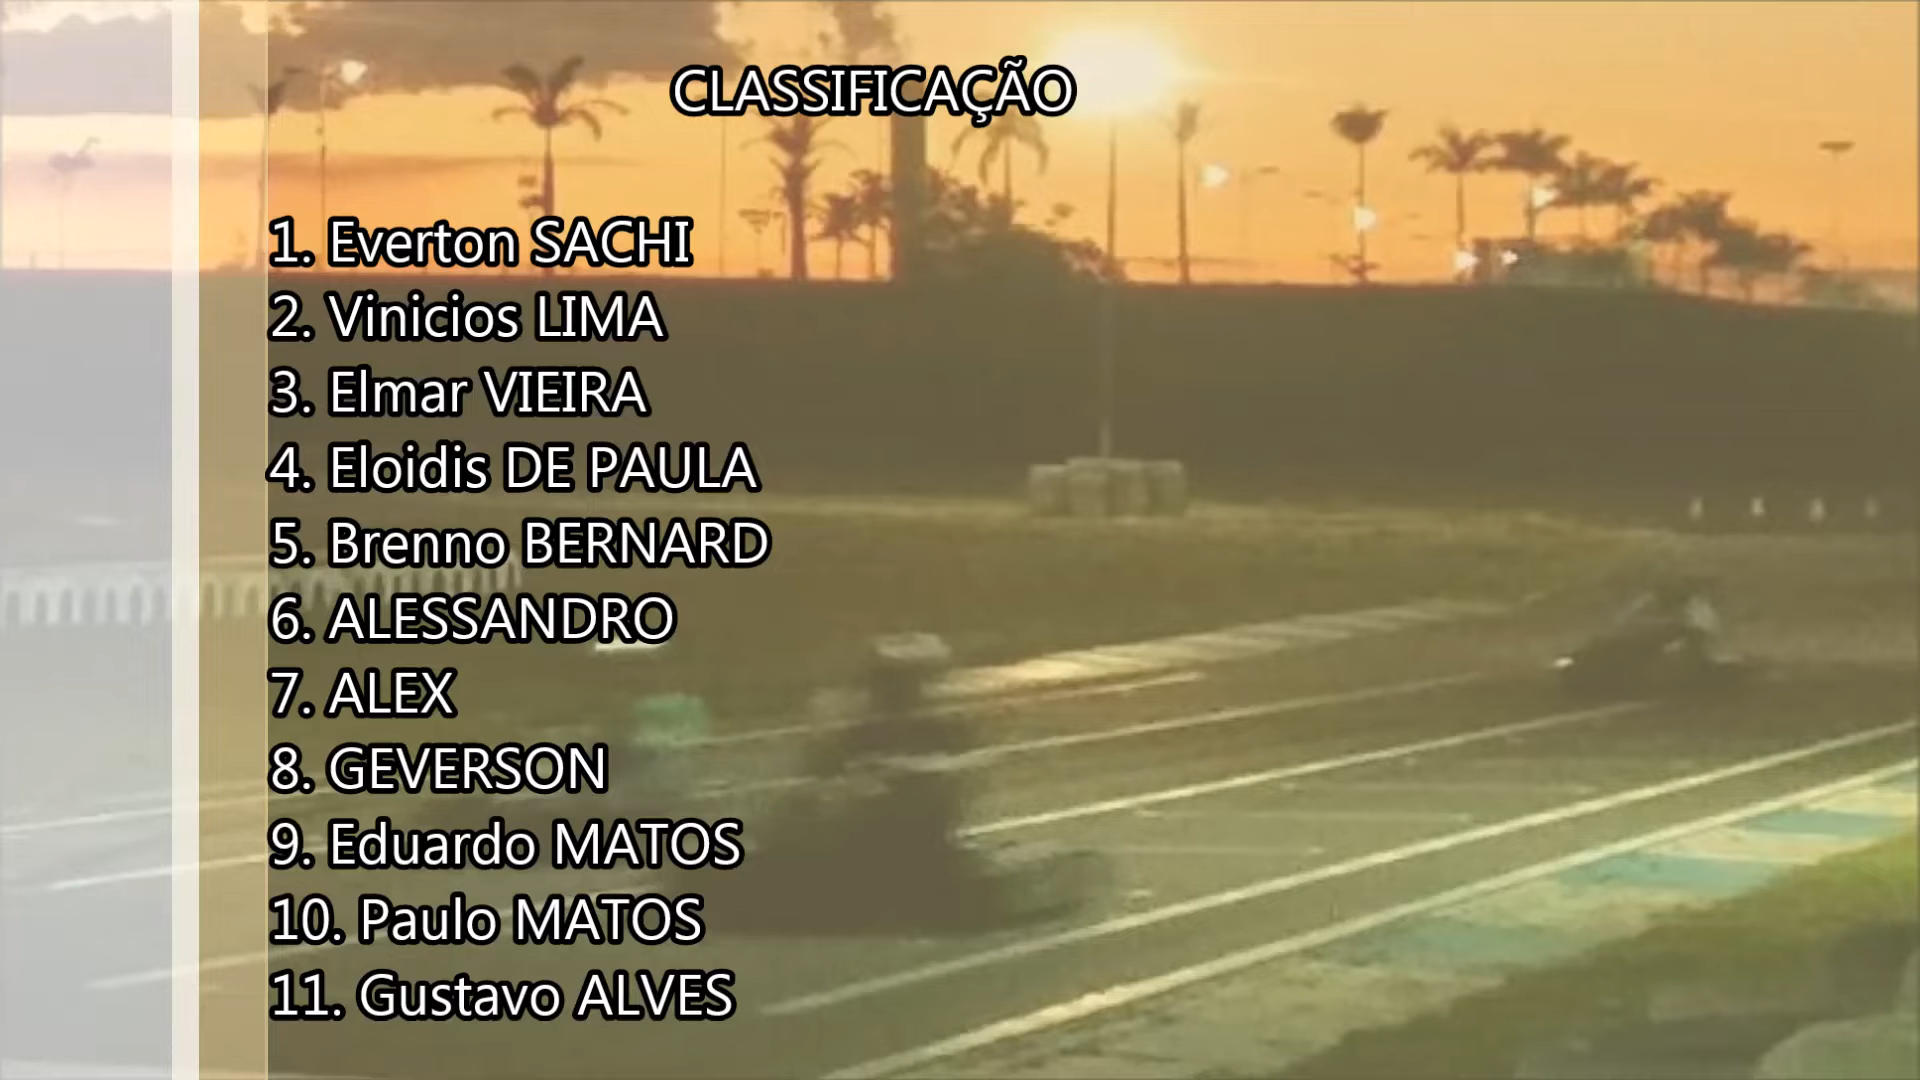 CLASSIFICAÇÃO
1. Everton SACHI
2. Vinicios LIMA
3. Elmar VIEIRA
4. Eloidis DE PAULA
5. Brenno BERNARD
6. ALESSANDRO
7. ALEX
8. GEVERSON
9. Eduardo MATOS
10. Paulo MATOS
11. Gustavo ALVES